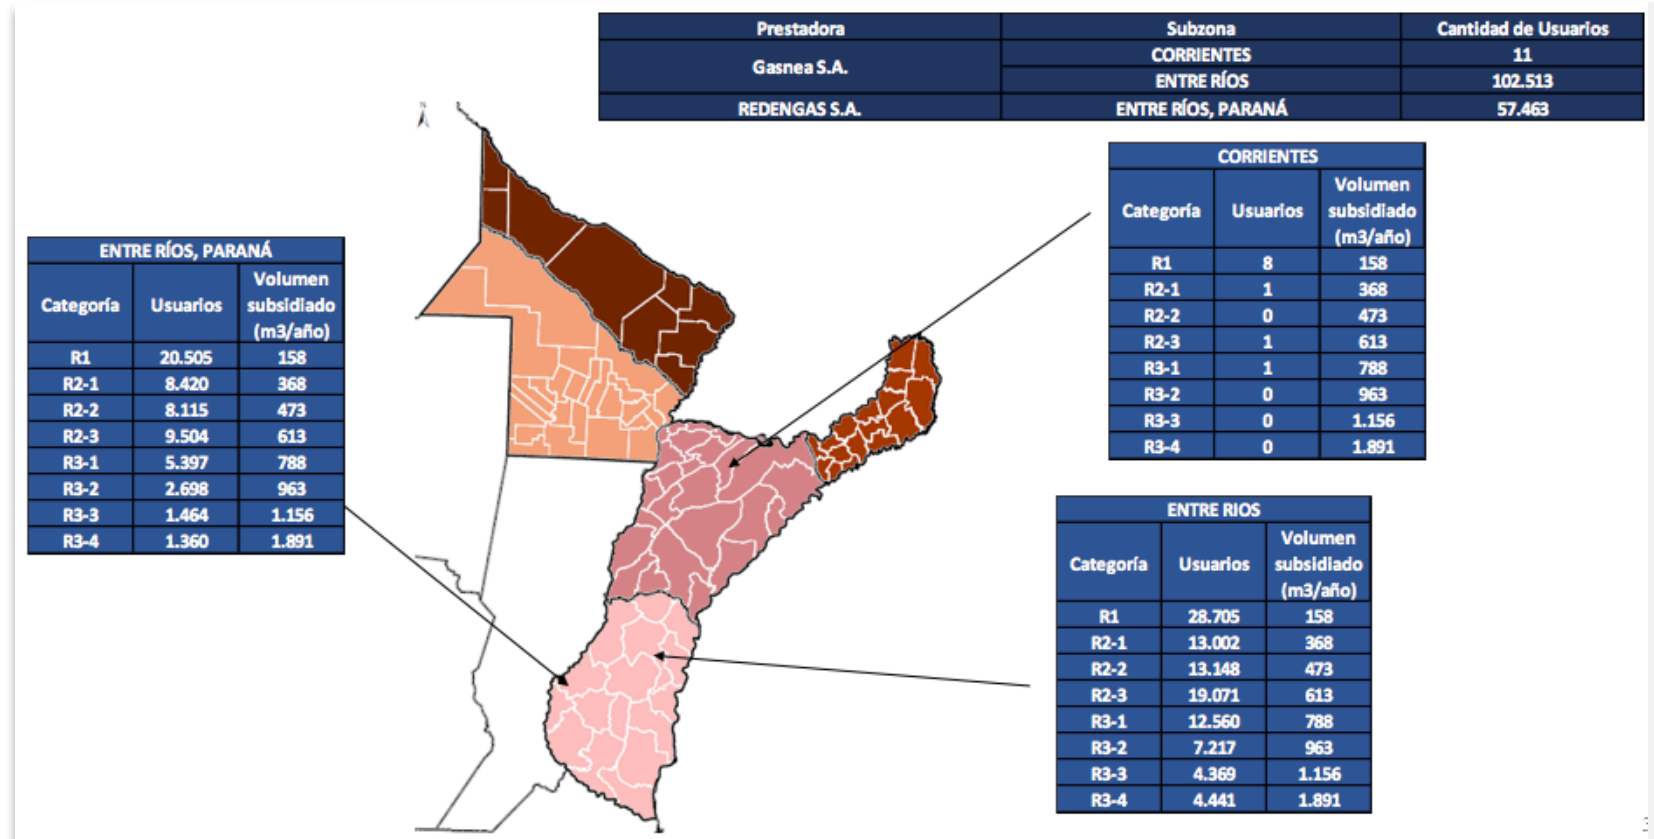 Prestadora Subzona Cantidad de Usuarios
Gasnea S.A. CORRIENTES 11
ENTRE RÍOS 102.513
REDENGAS S.A. ENTRE RÍOS, PARANÁ 57.463
N
CORRIENTES
Categoría Usuarios Volumen subsidiado (m3/año)
R1 8 158
R2-1 1 368
R2-2 0 473
R2-3 1 613
R3-1 1 788
R3-2 0 963
R3-3 0 1.156
R3-4 0 1.891
ENTRE RÍOS, PARANÁ
Categoría Usuarios Volumen subsidiado (m3/año)
R1 20.505 158
R2-1 8.420 368
R2-2 8.115 473
R2-3 9.504 613
R3-1 5.397 788
R3-2 2.698 963
R3-3 1.464 1.156
R3-4 1.360 1.891
ENTRE RIOS
Categoría Usuarios Volumen subsidiado (m3/año)
R1 28.705 158
R2-1 13.002 368
R2-2 13.148 473
R2-3 19.071 613
R3-1 12.560 788
R3-2 7.217 963
R3-3 4.369 1.156
R3-4 4.441 1.891